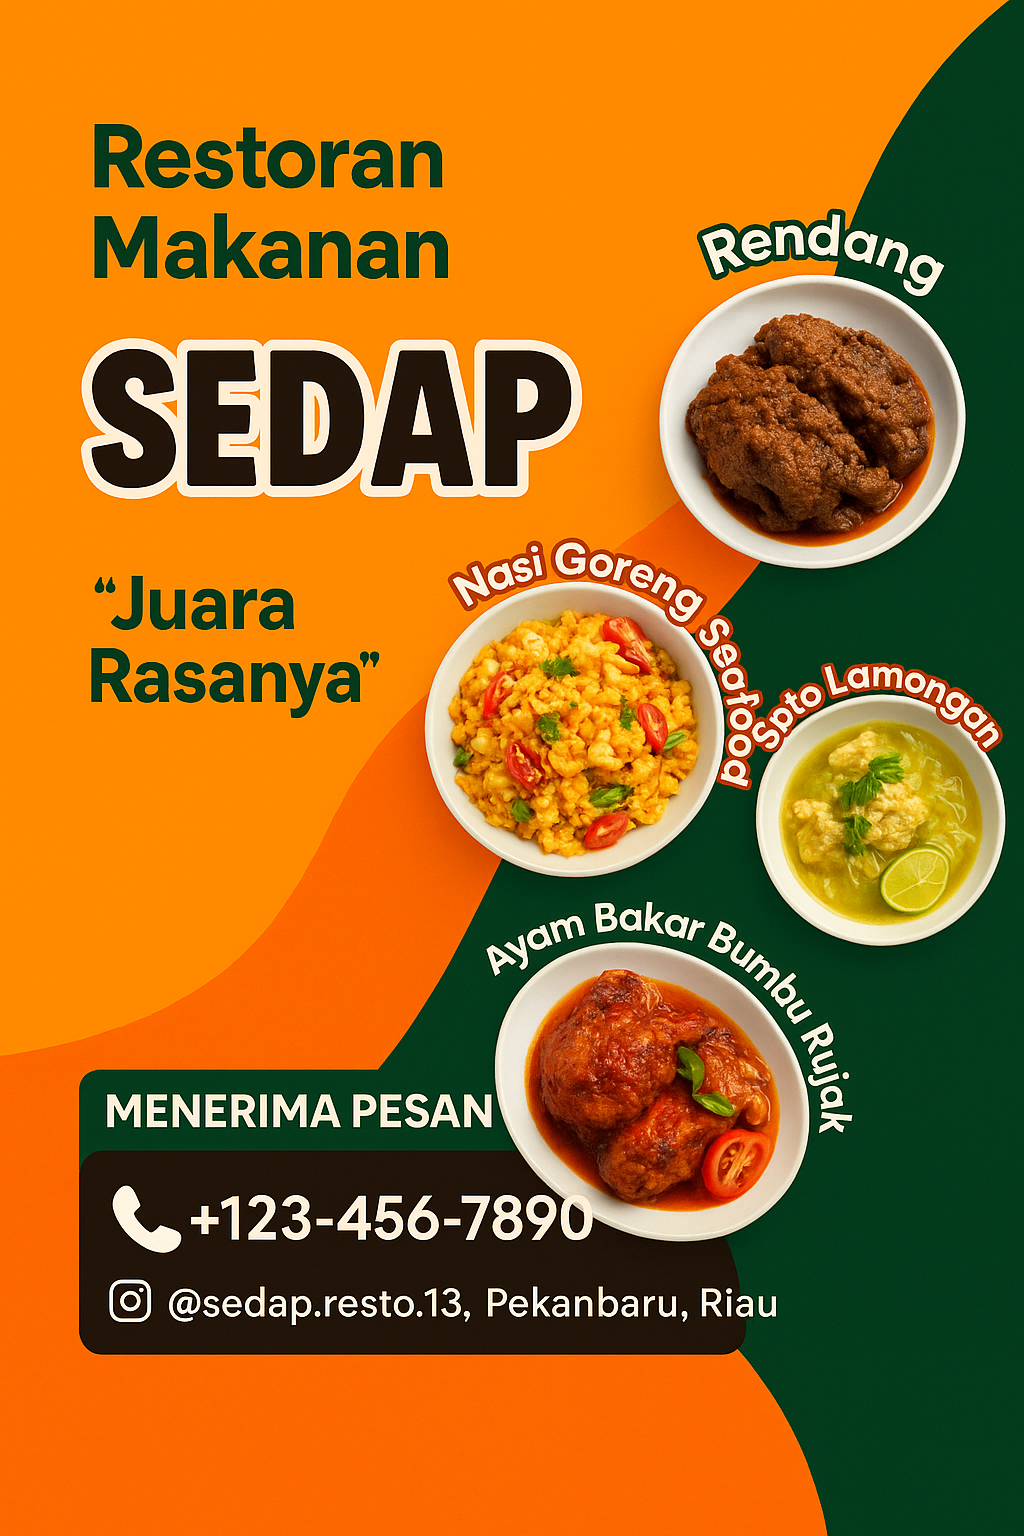 Restoran
Makanan
SEDAP
“Juara
Rasanya”
Rendang
Nasi Goreng Seafood
Spto Lamongan
Ayam Bakar Bumbu Rujak
MENERIMA PESAN
+123-456-7890
@sedap.resto.13, Pekanbaru, Riau